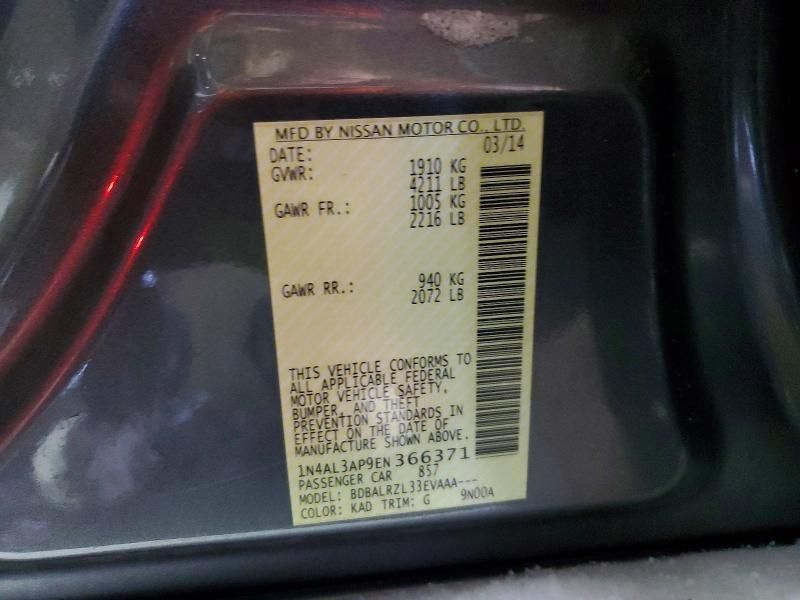 MFD BY NISSAN MOTOR CO., LTD.
DATE: 03/14
GVWR: 1910 KG
4211 LB
GAWR FR.: 1005 KG
2216 LB
GAWR RR.: 940 KG
2072 LB
THIS VEHICLE CONFORMS TO
ALL APPLICABLE FEDERAL
MOTOR VEHICLE SAFETY,
BUMPER, AND THEFT
PREVENTION STANDARDS IN
EFFECT ON THE DATE OF
MANUFACTURE SHOWN ABOVE.
1N4AL3AP9EN366371
PASSENGER CAR 857
MODEL: BDBALRZL33EVAAA---
COLOR: KAD TRIM: G 9N00A